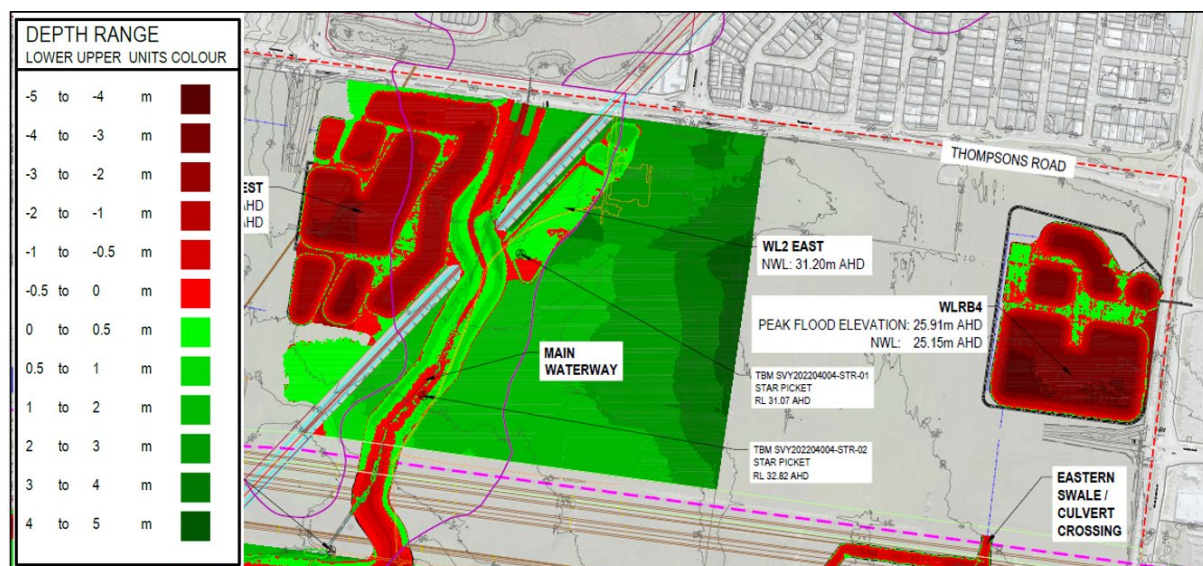 DEPTH RANGE
LOWER UPPER UNITS COLOUR
-5 to -4 m
-4 to -3 m
-3 to -2 m
-2 to -1 m
-1 to -0.5 m
-0.5 to 0 m
0 to 0.5 m
0.5 to 1 m
1 to 2 m
2 to 3 m
3 to 4 m
4 to 5 m
THOMPSONS ROAD
EST
AHD
AHD
WL2 EAST
NWL: 31.20m AHD
WLRB4
PEAK FLOOD ELEVATION: 25.91m AHD
NWL: 25.15m AHD
MAIN
WATERWAY
TBM SVY202204004-STR-01
STAR PICKET
RL 31.07 AHD
TBM SVY202204004-STR-02
STAR PICKET
RL 32.82 AHD
EASTERN
SWALE /
CULVERT
CROSSING